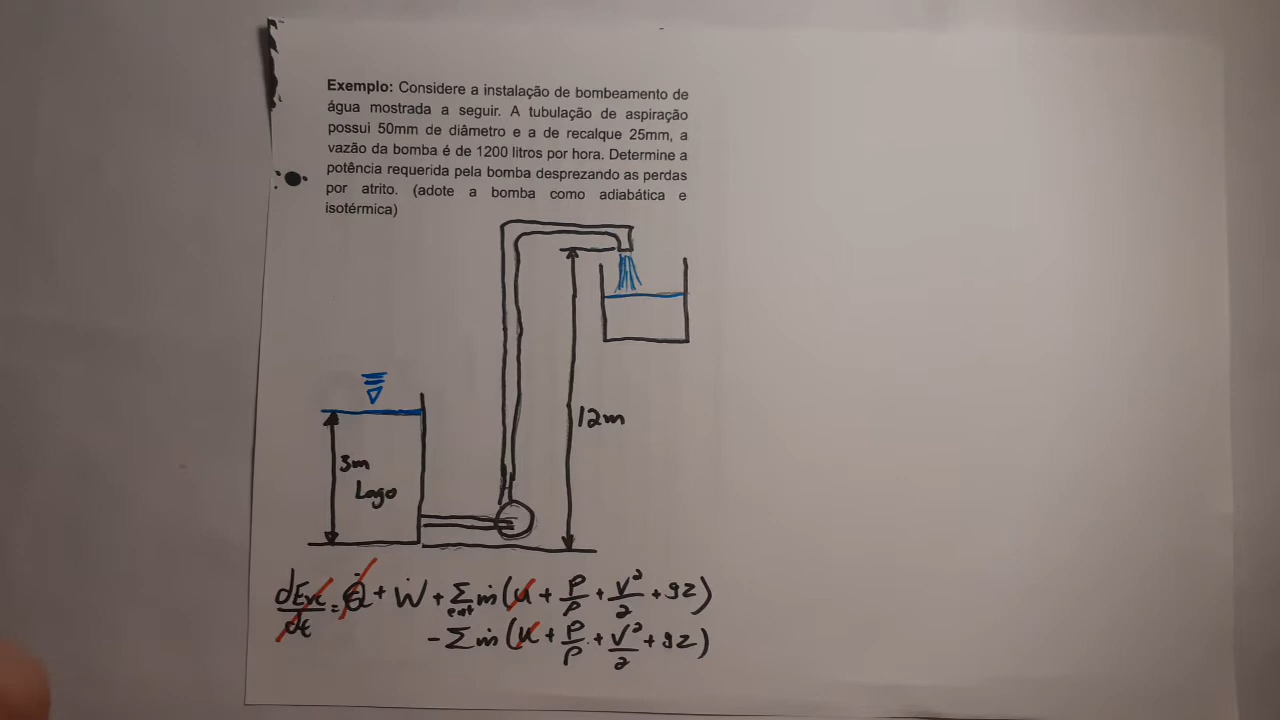 Exemplo: Considere a instalação de bombeamento de
água mostrada a seguir. A tubulação de aspiração
possui 50mm de diâmetro e a de recalque 25mm, a
vazão da bomba é de 1200 litros por hora. Determine a
potência requerida pela bomba desprezando as perdas
por atrito. (adote a bomba como adiabática e
isotérmica)
12m
3m
Lago
dEvc/dt = Q̇ + Ẇ + Σent ṁ(u + P/ρ + V²/2 + gz)
- Σ ṁ(u + P/ρ + V²/2 + gz)